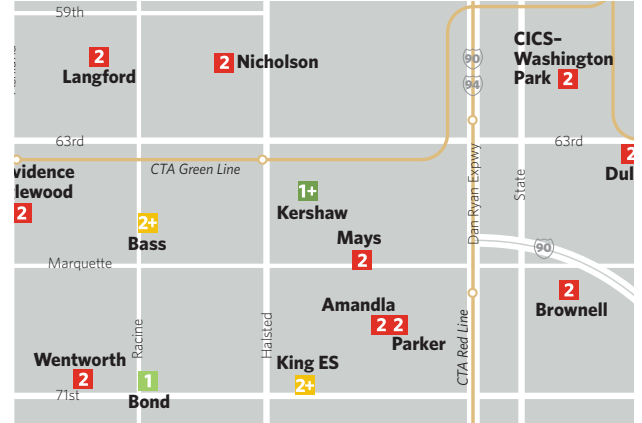 59th
2
Langford
2 Nicholson
90
94
CICS–
Washington
Park 2
63rd
63rd
CTA Green Line
vidence
lewood
2
1+
Kershaw
2+
Bass
Mays
2
Dan Ryan Expwy
State
2
Dul
90
Marquette
2
Brownell
Amandla
2 2
Parker
Racine
Halsted
CTA Red Line
Wentworth
2
1
Bond
King ES
2+
71st